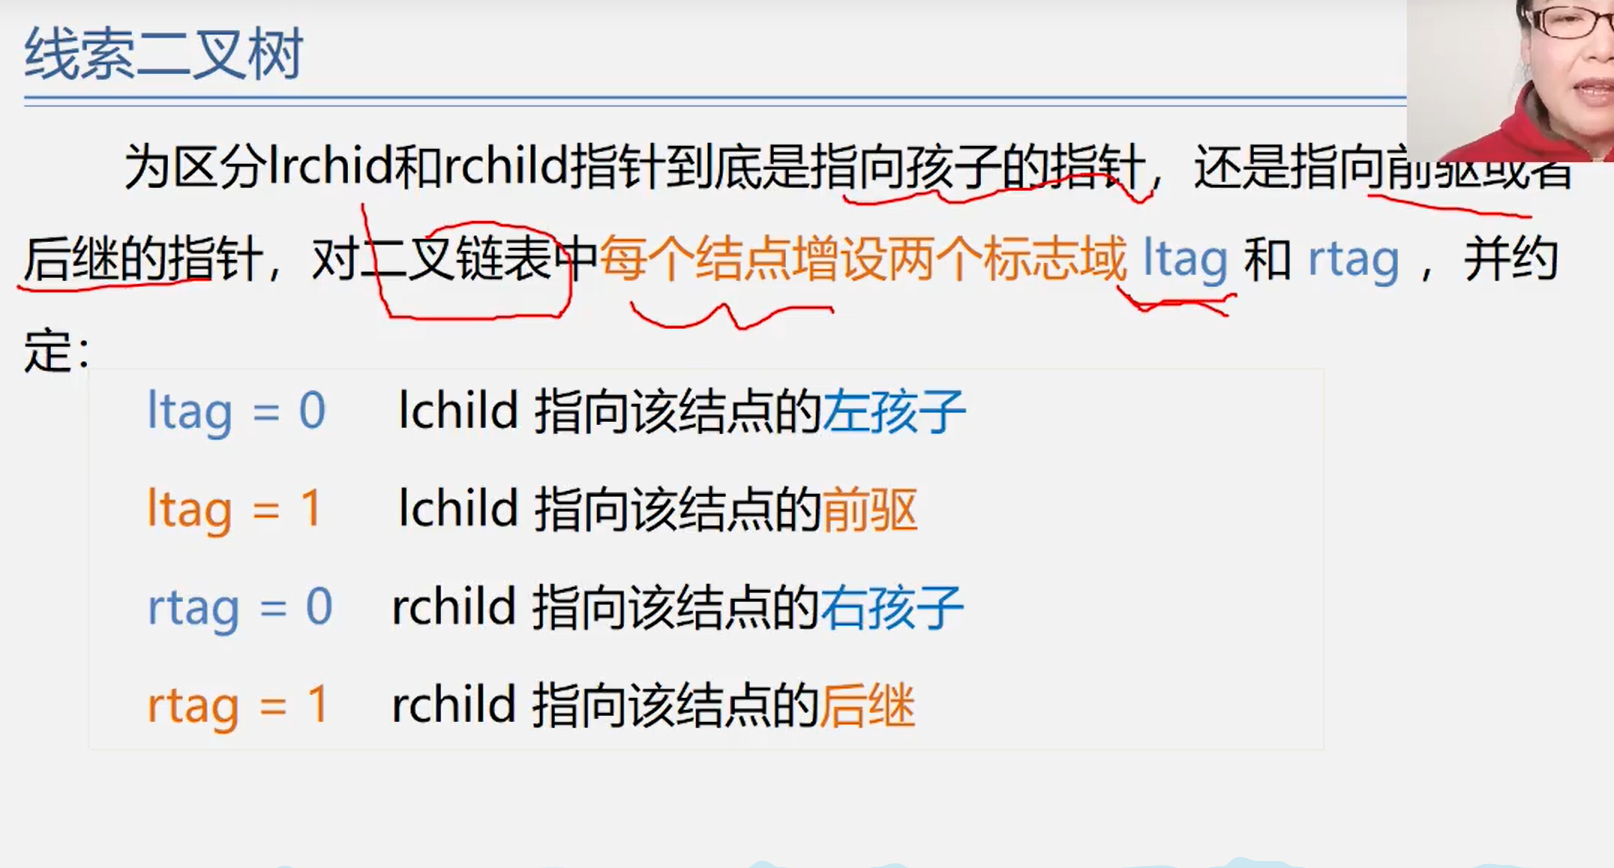 线索二叉树
为区分lrchid和rchild指针到底是指向孩子的指针，还是指向前驱或者
后继的指针，对二叉链表中每个结点增设两个标志域 ltag 和 rtag ，并约
定：
ltag = 0 lchild 指向该结点的左孩子
ltag = 1 lchild 指向该结点的前驱
rtag = 0 rchild 指向该结点的右孩子
rtag = 1 rchild 指向该结点的后继